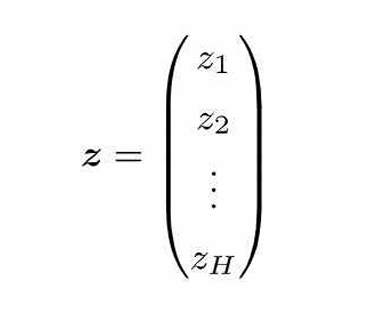 z = 
z_1
z_2
⋮
z_H